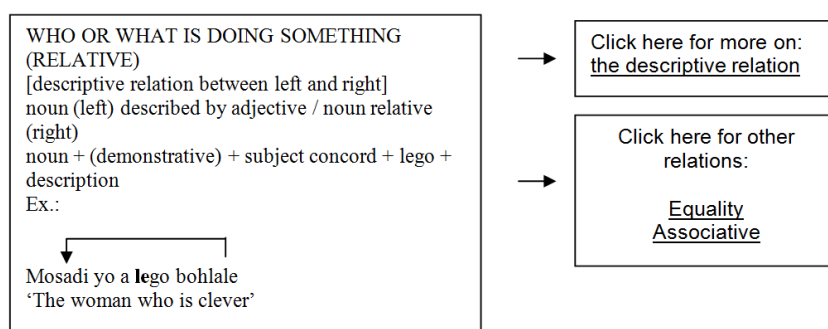 WHO OR WHAT IS DOING SOMETHING
(RELATIVE)
[descriptive relation between left and right]
noun (left) described by adjective / noun relative
(right)
noun + (demonstrative) + subject concord + lego +
description
Ex.:
Mosadi yo a lego bohlale
‘The woman who is clever’
Click here for more on:
the descriptive relation
Click here for other
relations:
Equality
Associative